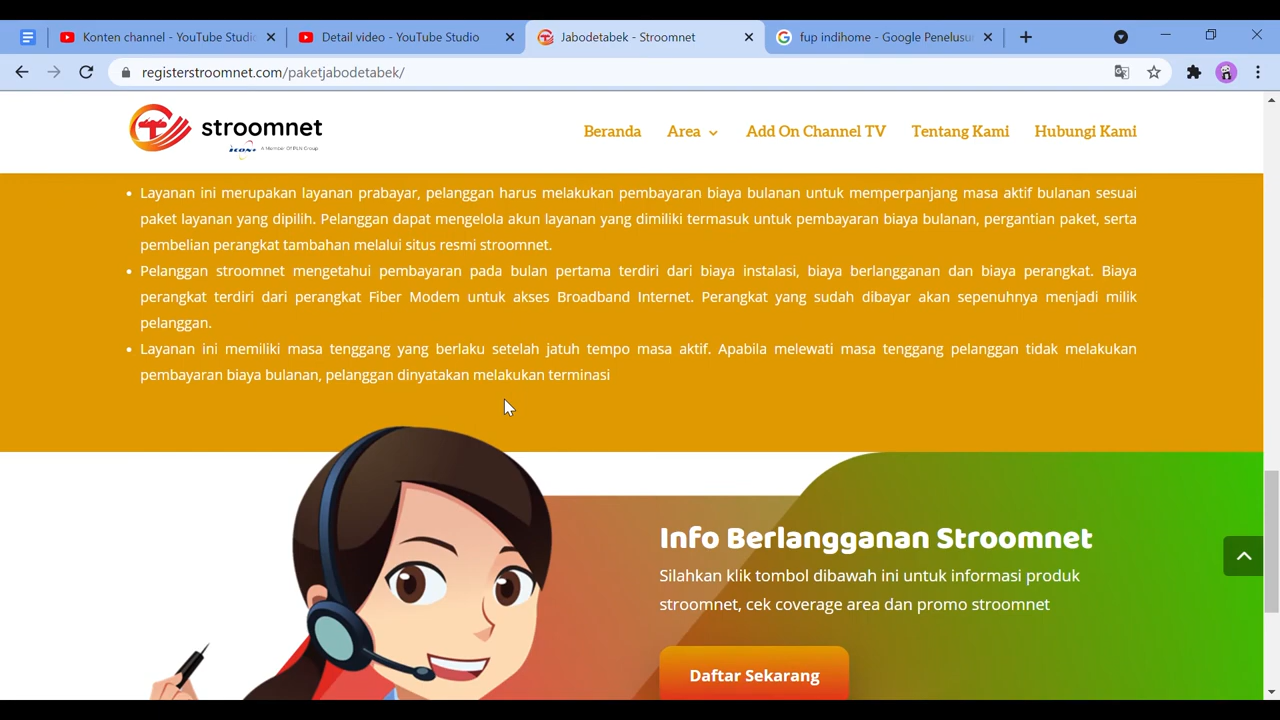 Konten channel - YouTube Studio
Detail video - YouTube Studio
Jabodetabek - Stroomnet
fup indihome - Google Penelusu
registerstroomnet.com/paketjabodetabek/
stroomnet
A Member Of PLN Group
Beranda
Area
Add On Channel TV
Tentang Kami
Hubungi Kami
Layanan ini merupakan layanan prabayar, pelanggan harus melakukan pembayaran biaya bulanan untuk memperpanjang masa aktif bulanan sesuai
paket layanan yang dipilih. Pelanggan dapat mengelola akun layanan yang dimiliki termasuk untuk pembayaran biaya bulanan, pergantian paket, serta
pembelian perangkat tambahan melalui situs resmi stroomnet.
Pelanggan stroomnet mengetahui pembayaran pada bulan pertama terdiri dari biaya instalasi, biaya berlangganan dan biaya perangkat. Biaya
perangkat terdiri dari perangkat Fiber Modem untuk akses Broadband Internet. Perangkat yang sudah dibayar akan sepenuhnya menjadi milik
pelanggan.
Layanan ini memiliki masa tenggang yang berlaku setelah jatuh tempo masa aktif. Apabila melewati masa tenggang pelanggan tidak melakukan
pembayaran biaya bulanan, pelanggan dinyatakan melakukan terminasi
Info Berlangganan Stroomnet
Silahkan klik tombol dibawah ini untuk informasi produk
stroomnet, cek coverage area dan promo stroomnet
Daftar Sekarang